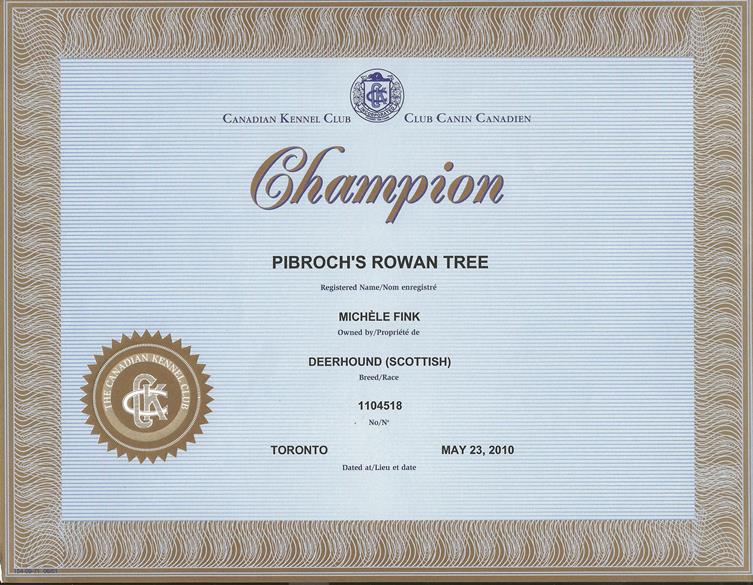 CANADIAN KENNEL CLUB CLUB CANIN CANADIEN
Champion
PIBROCH'S ROWAN TREE
Registered Name/Nom enregistré
MICHÈLE FINK
Owned by/Propriété de
DEERHOUND (SCOTTISH)
Breed/Race
1104518
No/Nº
TORONTO MAY 23, 2010
Dated at/Lieu et date
THE CANADIAN KENNEL CLUB
CKC